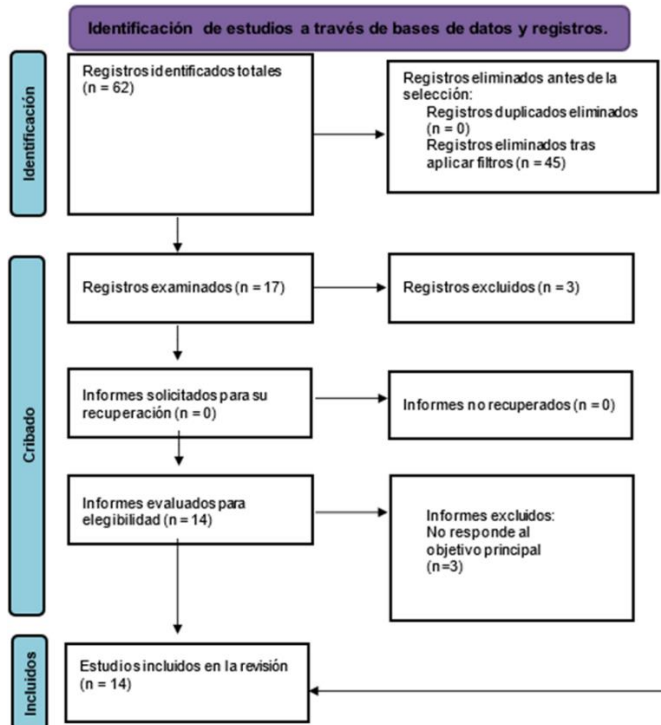 Identificación de estudios a través de bases de datos y registros.
Identificación
Registros identificados totales
(n = 62)
Registros eliminados antes de la
selección:
Registros duplicados eliminados
(n = 0)
Registros eliminados tras
aplicar filtros (n = 45)
Cribado
Registros examinados (n = 17)
Registros excluidos (n = 3)
Informes solicitados para su
recuperación (n = 0)
Informes no recuperados (n = 0)
Informes evaluados para
elegibilidad (n = 14)
Informes excluidos:
No responde al
objetivo principal
(n=3)
Incluidos
Estudios incluidos en la revisión
(n = 14)